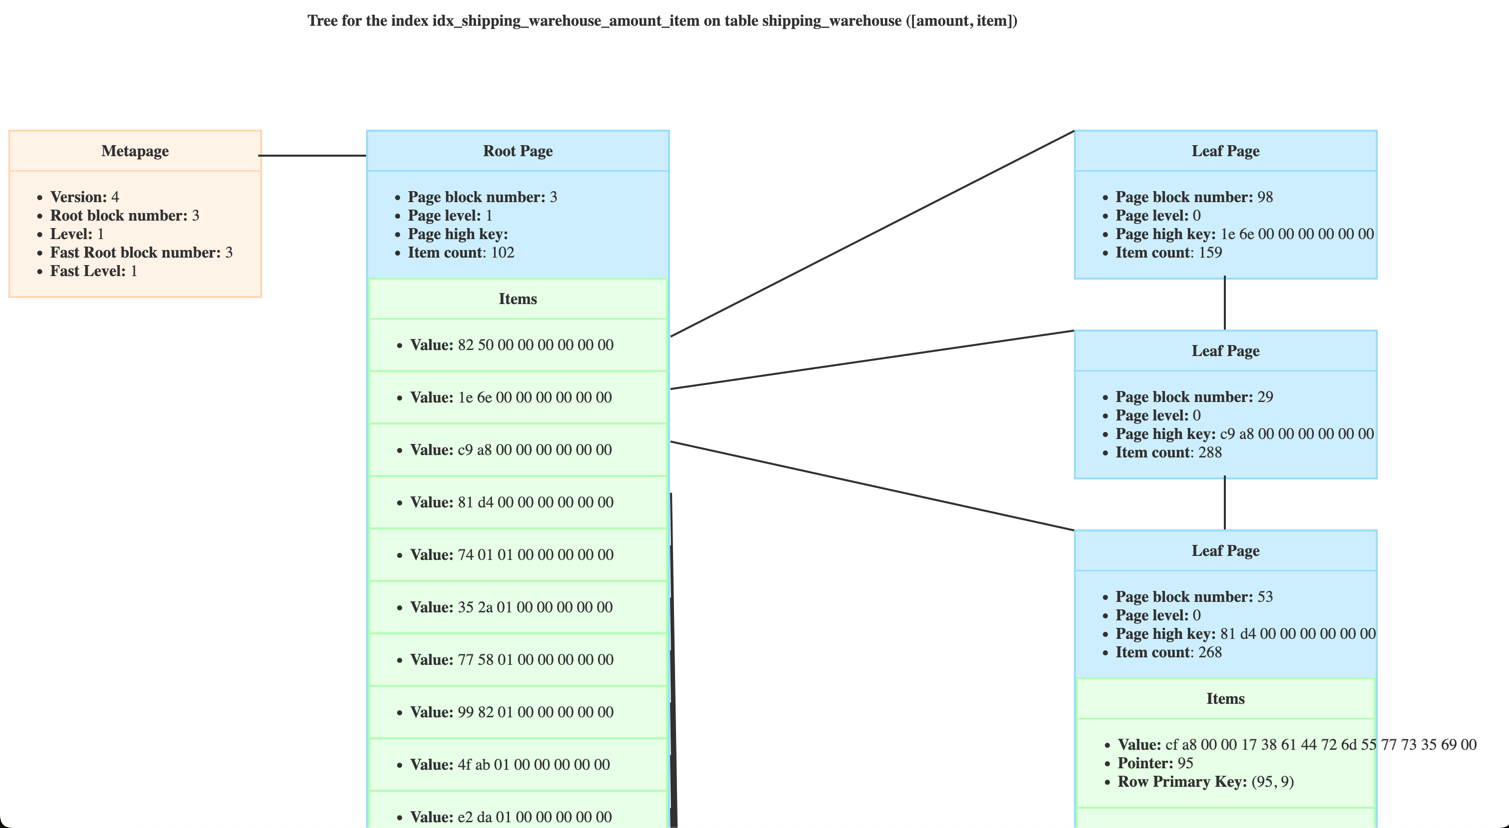 Tree for the index idx_shipping_warehouse_amount_item on table shipping_warehouse ([amount, item])
Metapage
Version: 4
Root block number: 3
Level: 1
Fast Root block number: 3
Fast Level: 1
Root Page
Page block number: 3
Page level: 1
Page high key:
Item count: 102
Items
Value: 82 50 00 00 00 00 00 00
Value: 1e 6e 00 00 00 00 00 00
Value: c9 a8 00 00 00 00 00 00
Value: 81 d4 00 00 00 00 00 00
Value: 74 01 01 00 00 00 00 00
Value: 35 2a 01 00 00 00 00 00
Value: 77 58 01 00 00 00 00 00
Value: 99 82 01 00 00 00 00 00
Value: 4f ab 01 00 00 00 00 00
Value: e2 da 01 00 00 00 00 00
Leaf Page
Page block number: 98
Page level: 0
Page high key: 1e 6e 00 00 00 00 00 00
Item count: 159
Leaf Page
Page block number: 29
Page level: 0
Page high key: c9 a8 00 00 00 00 00 00
Item count: 288
Leaf Page
Page block number: 53
Page level: 0
Page high key: 81 d4 00 00 00 00 00 00
Item count: 268
Items
Value: cf a8 00 00 17 38 61 44 72 6d 55 77 73 35 69 00
Pointer: 95
Row Primary Key: (95, 9)